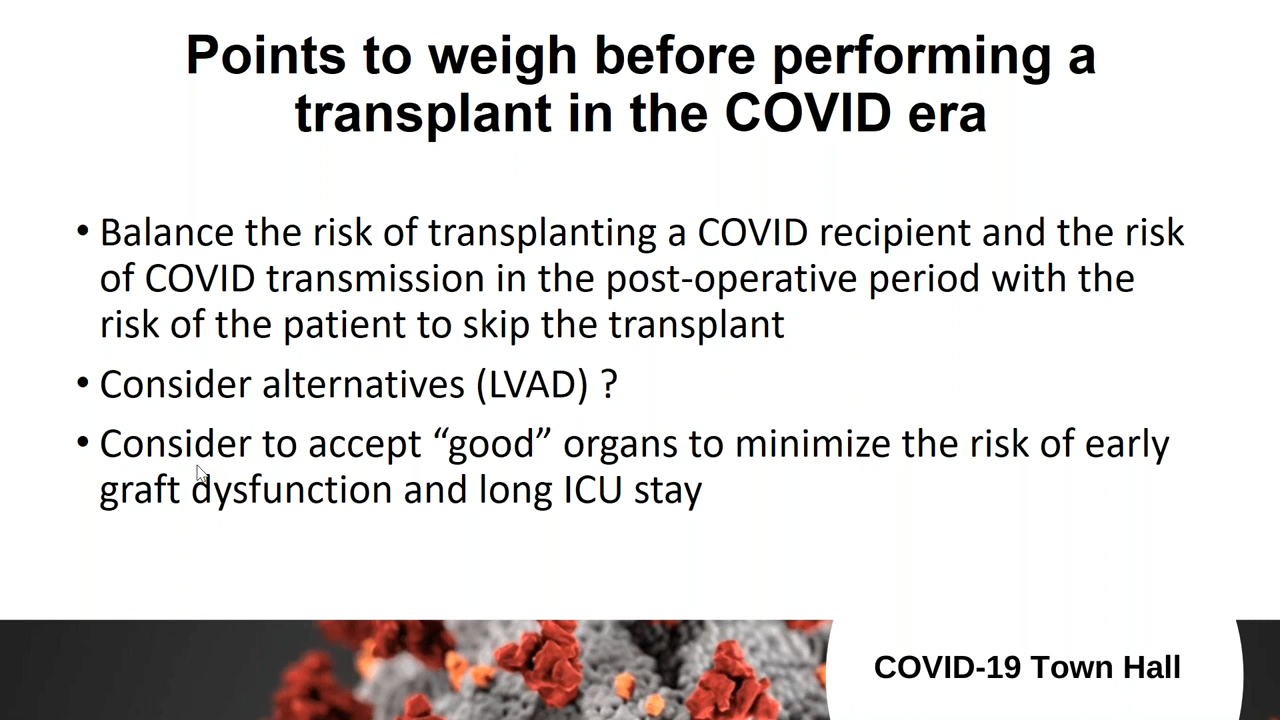 Points to weigh before performing a
transplant in the COVID era
• Balance the risk of transplanting a COVID recipient and the risk
of COVID transmission in the post-operative period with the
risk of the patient to skip the transplant
• Consider alternatives (LVAD) ?
• Consider to accept “good” organs to minimize the risk of early
graft dysfunction and long ICU stay
COVID-19 Town Hall